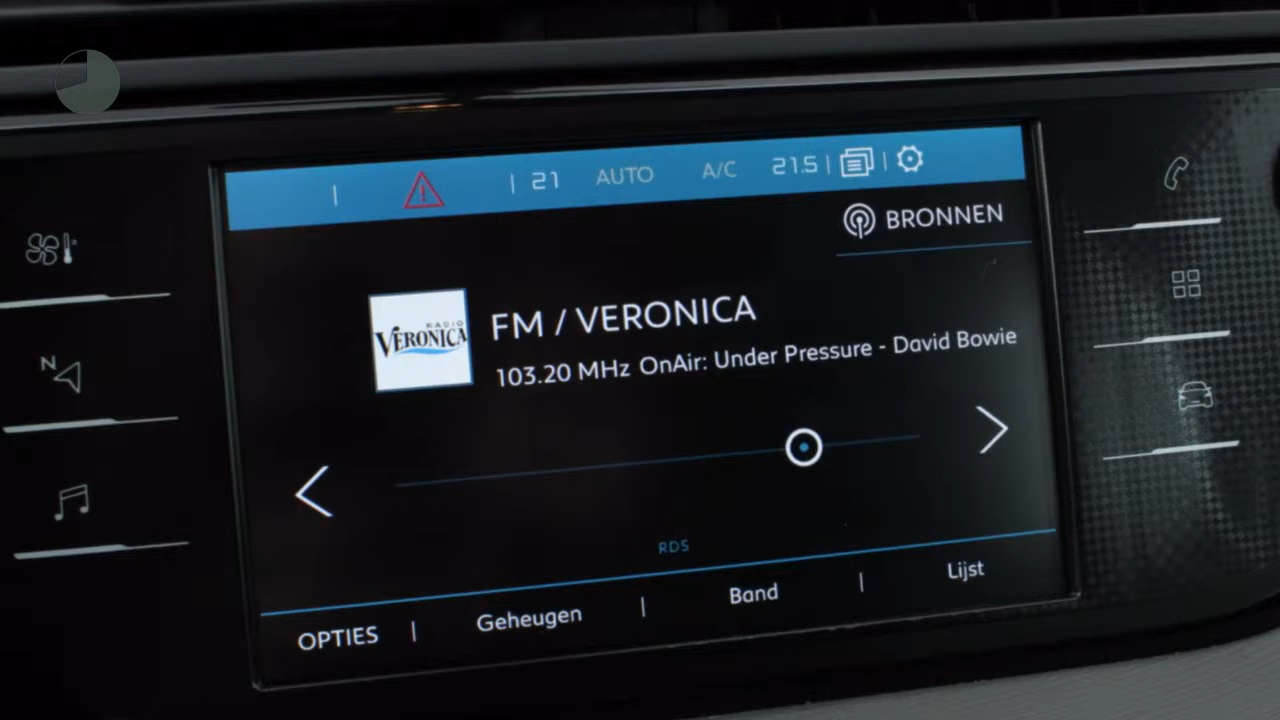 21 AUTO A/C 21.5
BRONNEN
RADIO
VERONICA
FM / VERONICA
103.20 MHz OnAir: Under Pressure - David Bowie
N
RDS
OPTIES | Geheugen | Band | Lijst